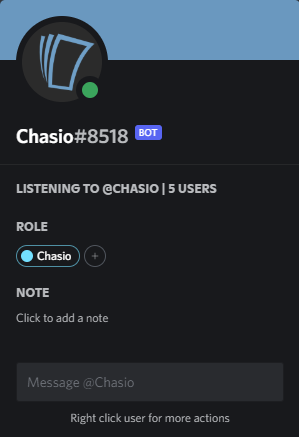 Chasio#8518 BOT
LISTENING TO @CHASIO | 5 USERS
ROLE
Chasio +
NOTE
Click to add a note
Message @Chasio
Right click user for more actions